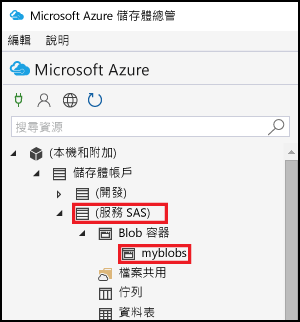 Microsoft Azure 儲存體總管
編輯 說明
Microsoft Azure
搜尋資源
(本機和附加)
儲存體帳戶
(開發)
(服務 SAS)
Blob 容器
myblobs
檔案共用
佇列
資料表